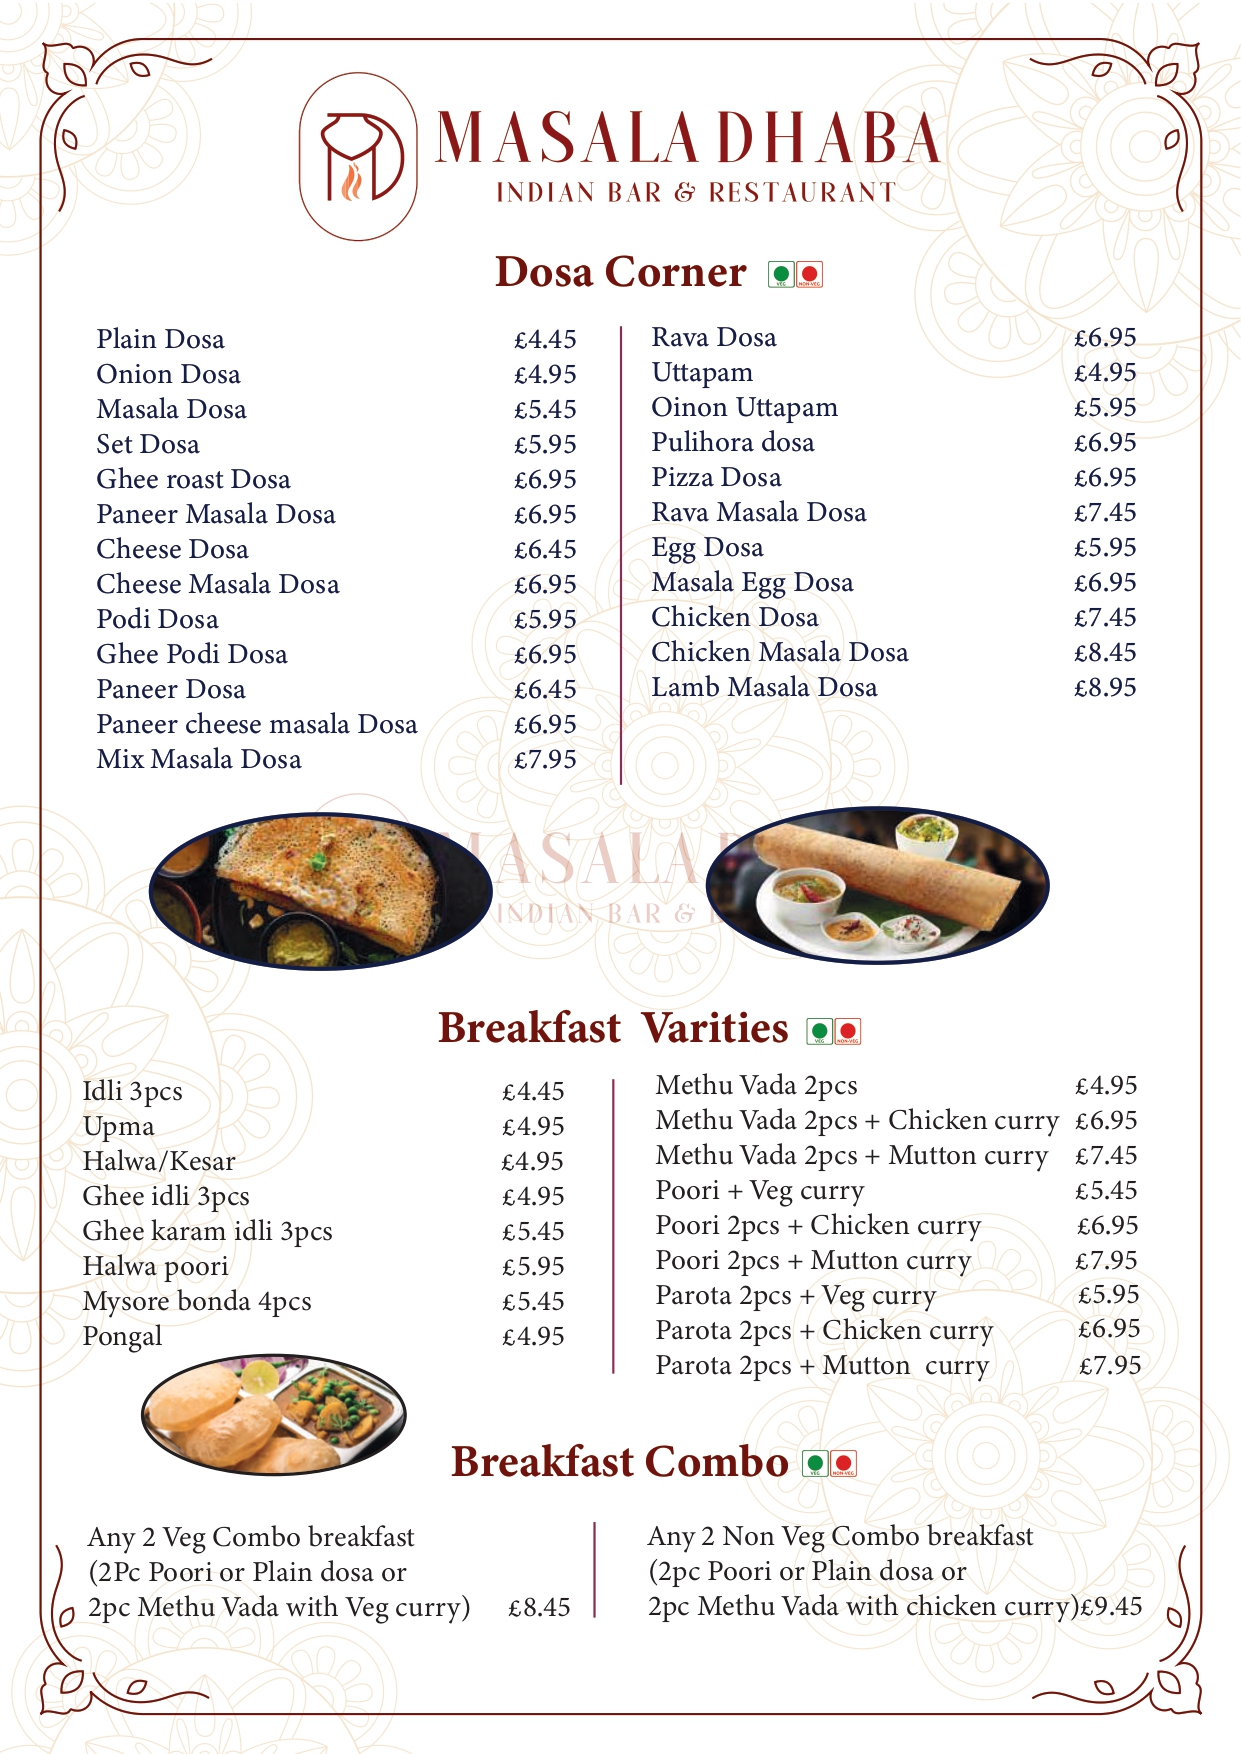 MASALA DHABA
INDIAN BAR & RESTAURANT
Dosa Corner VEG NON-VEG
Plain Dosa £4.45
Onion Dosa £4.95
Masala Dosa £5.45
Set Dosa £5.95
Ghee roast Dosa £6.95
Paneer Masala Dosa £6.95
Cheese Dosa £6.45
Cheese Masala Dosa £6.95
Podi Dosa £5.95
Ghee Podi Dosa £6.95
Paneer Dosa £6.45
Paneer cheese masala Dosa £6.95
Mix Masala Dosa £7.95
Rava Dosa £6.95
Uttapam £4.95
Oinon Uttapam £5.95
Pulihora dosa £6.95
Pizza Dosa £6.95
Rava Masala Dosa £7.45
Egg Dosa £5.95
Masala Egg Dosa £6.95
Chicken Dosa £7.45
Chicken Masala Dosa £8.45
Lamb Masala Dosa £8.95
MASALA
INDIAN BAR &
Breakfast Varities VEG NON-VEG
Idli 3pcs £4.45
Upma £4.95
Halwa/Kesar £4.95
Ghee idli 3pcs £4.95
Ghee karam idli 3pcs £5.45
Halwa poori £5.95
Mysore bonda 4pcs £5.45
Pongal £4.95
Methu Vada 2pcs £4.95
Methu Vada 2pcs + Chicken curry £6.95
Methu Vada 2pcs + Mutton curry £7.45
Poori + Veg curry £5.45
Poori 2pcs + Chicken curry £6.95
Poori 2pcs + Mutton curry £7.95
Parota 2pcs + Veg curry £5.95
Parota 2pcs + Chicken curry £6.95
Parota 2pcs + Mutton curry £7.95
Breakfast Combo VEG NON-VEG
Any 2 Veg Combo breakfast
(2Pc Poori or Plain dosa or
2pc Methu Vada with Veg curry) £8.45
Any 2 Non Veg Combo breakfast
(2pc Poori or Plain dosa or
2pc Methu Vada with chicken curry)£9.45